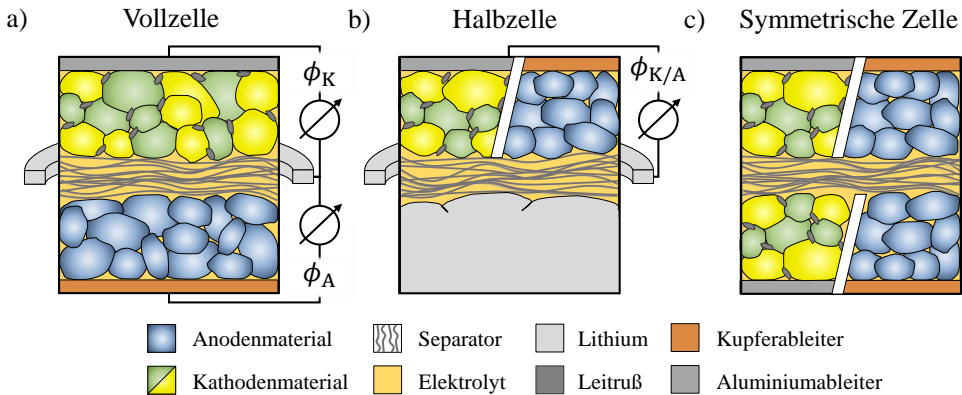 a) Vollzelle b) Halbzelle c) Symmetrische Zelle
ϕK
ϕK/A
ϕA
Anodenmaterial Separator Lithium Kupferableiter
Kathodenmaterial Elektrolyt Leitruß Aluminiumableiter